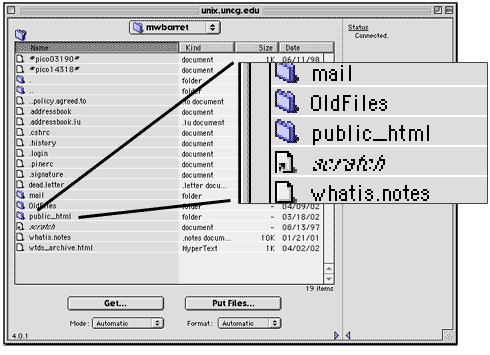 unix.uncg.edu
mwbarret
Status
Connected.
Name Kind Size Date
*pico03190* document 1K 06/11/98
*pico14318* document
. folder
.. folder
..policy.agreed.to .to document
.addressbook document
.addressbook.lu .lu document
.cshrc document
.history document
.login document
.pinerc document
.signature document
dead.letter .letter docu...
mail folder
OldFiles folder - 04/09/02
public_html folder - 03/18/02
scratch document - 08/13/97
whatis.notes .notes docum... 10K 01/21/01
wtds_archive.html HyperText 1K 04/02/02
mail
OldFiles
public_html
scratch
whatis.notes
19 items
Get... Put Files...
Mode: Automatic Format: Automatic
4.0.1